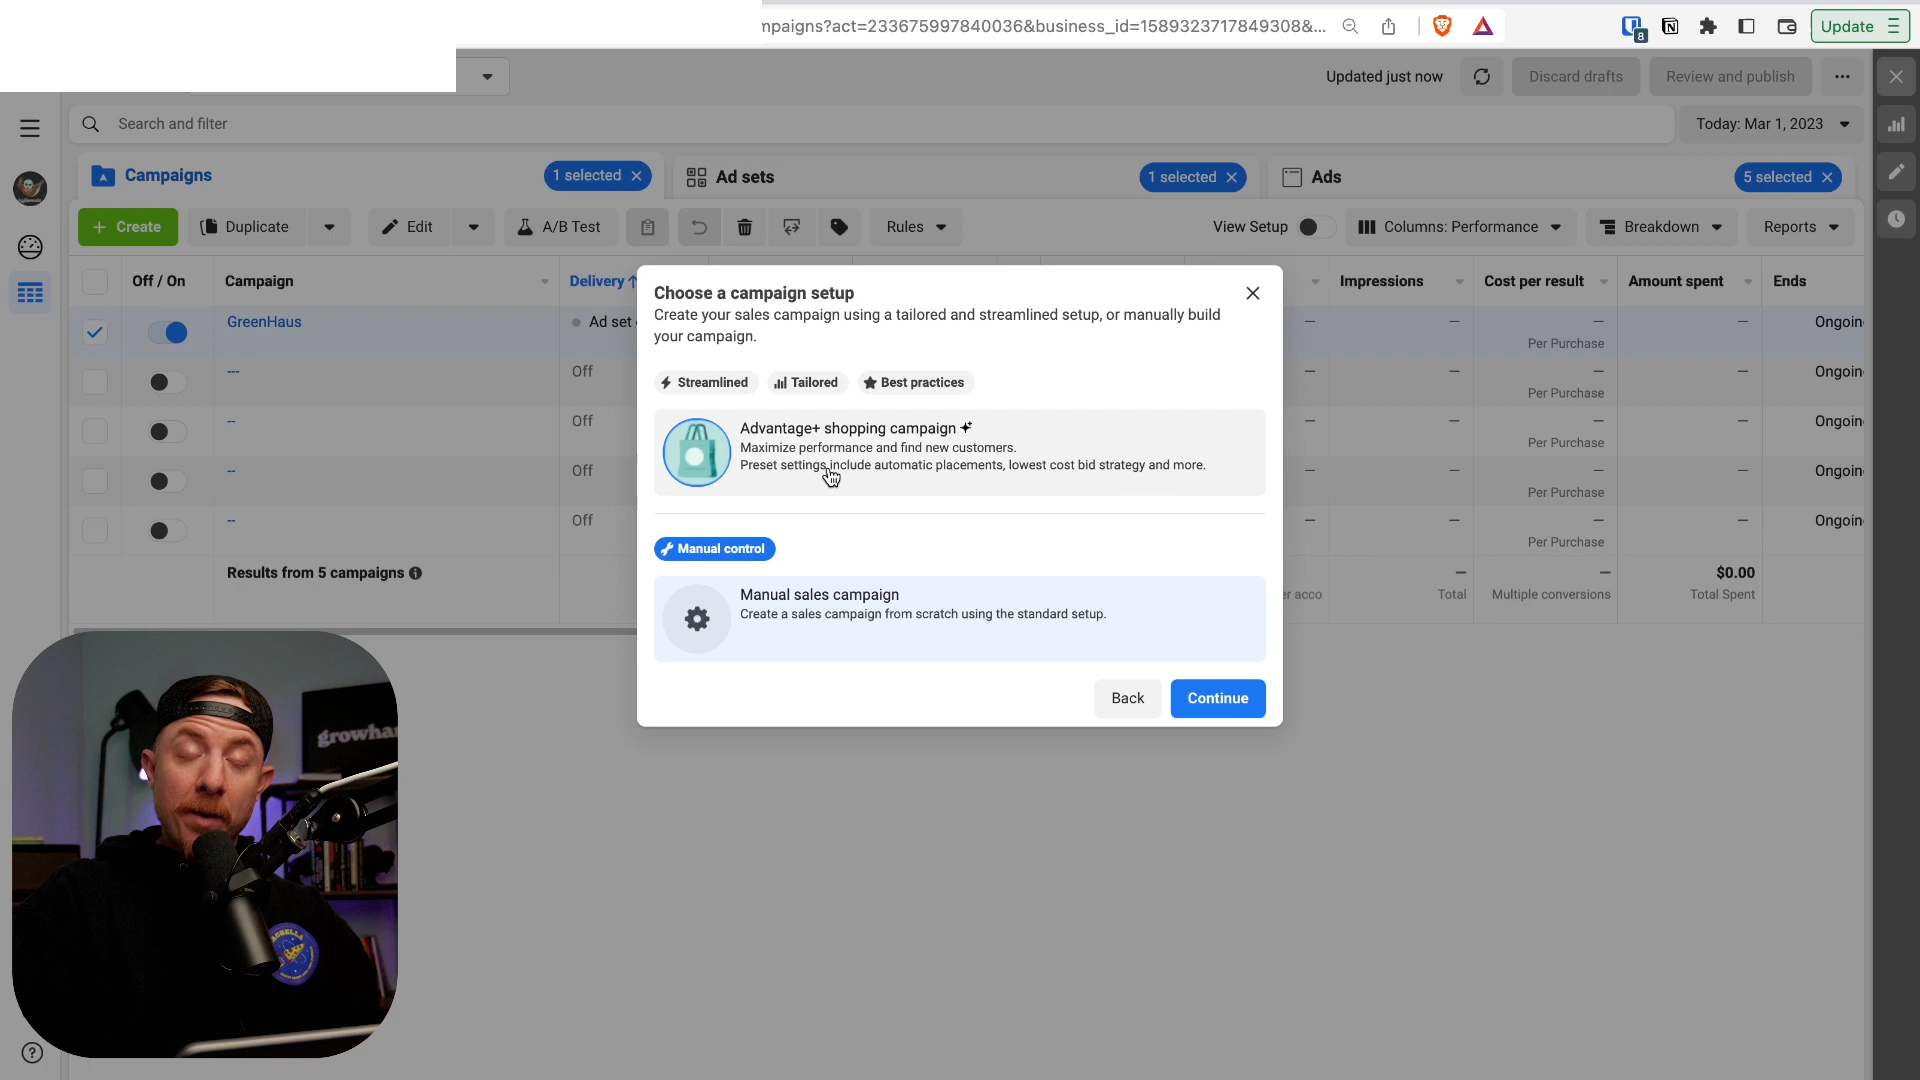 mpaigns?act=233675997840036&business_id=1589323717849308&...
8
Update
Updated just now
Discard drafts
Review and publish
Search and filter
Today: Mar 1, 2023
Campaigns
1 selected
Ad sets
1 selected
Ads
5 selected
+ Create
Duplicate
Edit
A/B Test
Rules
View Setup
Columns: Performance
Breakdown
Reports
Off / On
Campaign
Delivery ↑
Impressions
Cost per result
Amount spent
Ends
GreenHaus
Ad set
—
—
—
—
Ongoin
Per Purchase
---
Off
—
—
—
—
Ongoin
Per Purchase
--
Off
—
—
—
—
Ongoin
Per Purchase
--
Off
—
—
—
—
Ongoin
Per Purchase
--
Off
—
—
—
—
Ongoin
Per Purchase
Results from 5 campaigns
—
—
$0.00
er acco
Total
Multiple conversions
Total Spent
Choose a campaign setup
Create your sales campaign using a tailored and streamlined setup, or manually build
your campaign.
Streamlined
Tailored
Best practices
Advantage+ shopping campaign
Maximize performance and find new customers.
Preset settings include automatic placements, lowest cost bid strategy and more.
Manual control
Manual sales campaign
Create a sales campaign from scratch using the standard setup.
Back
Continue
growha